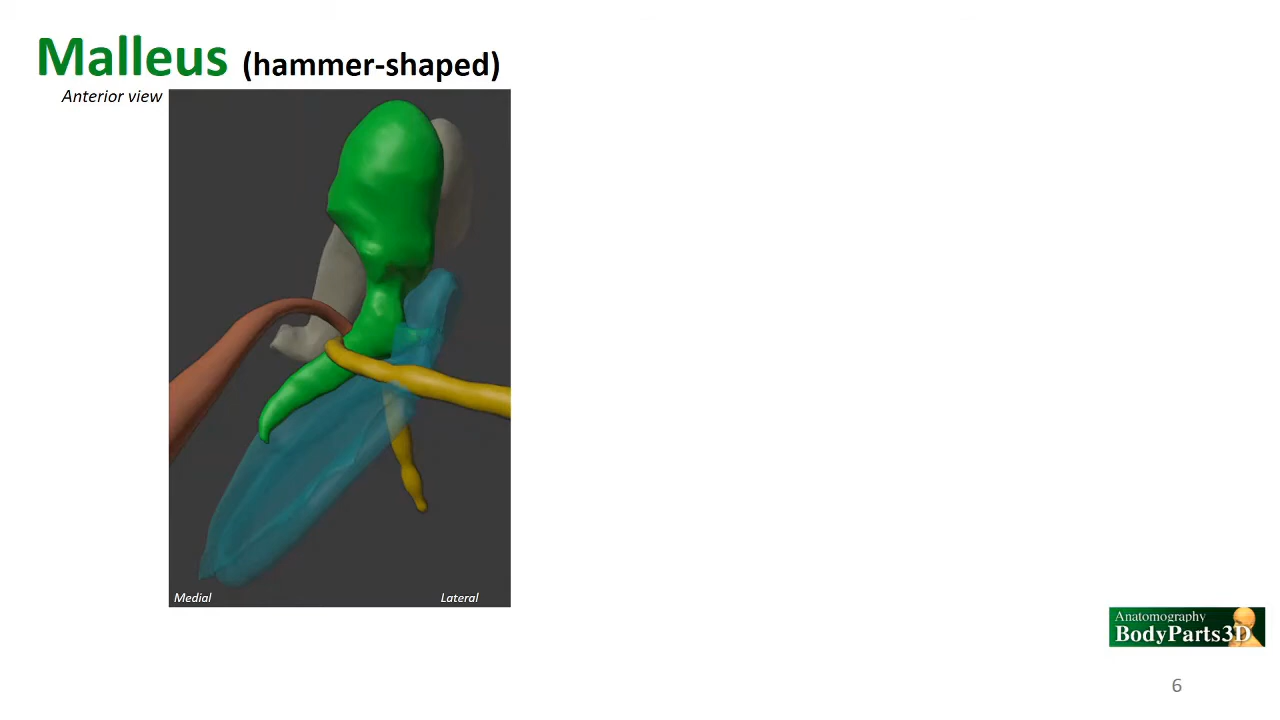 Malleus (hammer-shaped)
Anterior view
Medial
Lateral
Anatomography
BodyParts3D
6